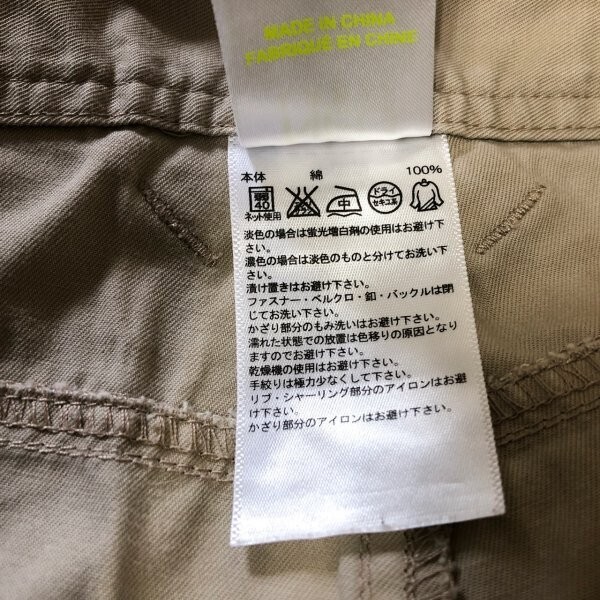 MADE IN CHINA
FABRIQUE EN CHINE
本体 綿 100%
弱 40 中 ドライ セキユ系
ネット使用
淡色の場合は蛍光増白剤の使用はお避け下
さい。
濃色の場合は淡色のものと分けてお洗い下
さい。
漬け置きはお避け下さい。
ファスナー・ベルクロ・釦・バックルは閉
じてお洗い下さい。
かざり部分のもみ洗いはお避け下さい。
濡れた状態での放置は色移りの原因となり
ますのでお避け下さい。
乾燥機の使用はお避け下さい。
手絞りは極力少なくして下さい。
リブ・シャーリング部分のアイロンはお避
け下さい。
かざり部分のアイロンはお避け下さい。